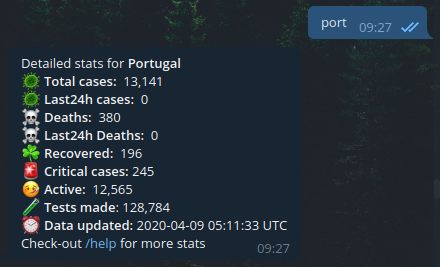 port 09:27
Detailed stats for Portugal
Total cases: 13,141
Last24h cases: 0
Deaths: 380
Last24h Deaths: 0
Recovered: 196
Critical cases: 245
Active: 12,565
Tests made: 128,784
Data updated: 2020-04-09 05:11:33 UTC
Check-out /help for more stats
09:27